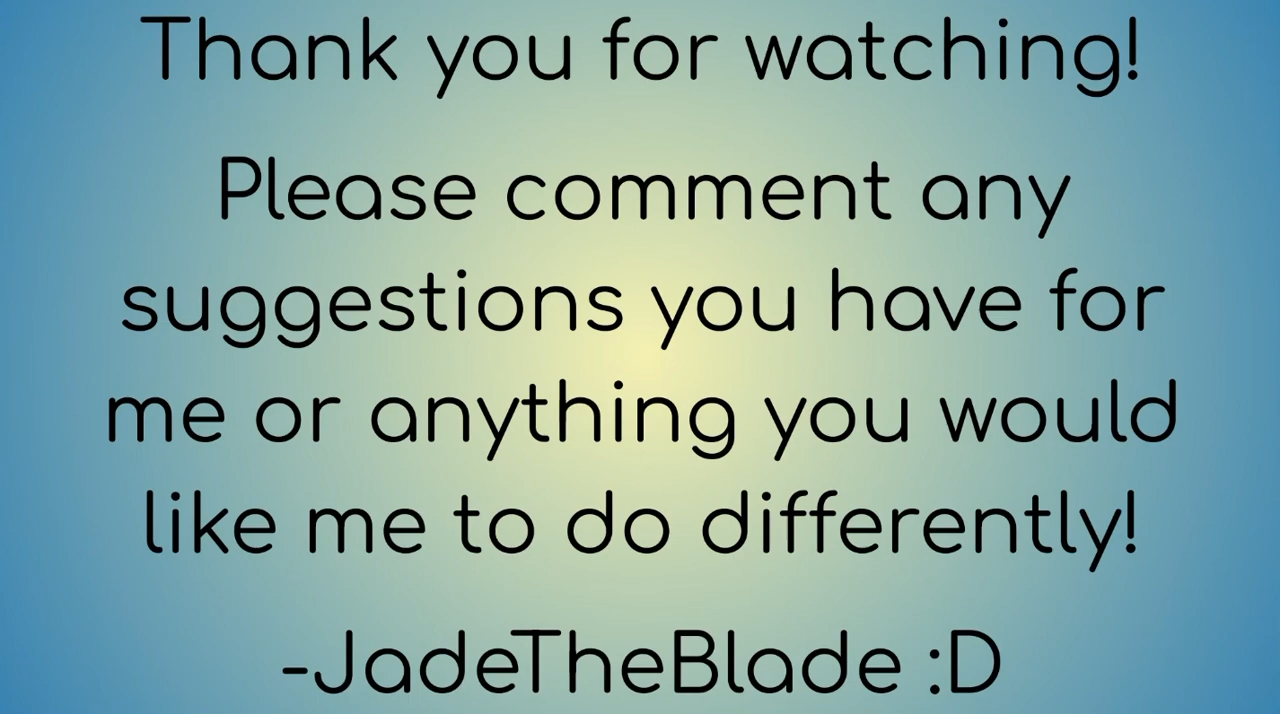 Thank you for watching!
Please comment any
suggestions you have for
me or anything you would
like me to do differently!
-JadeTheBlade :D